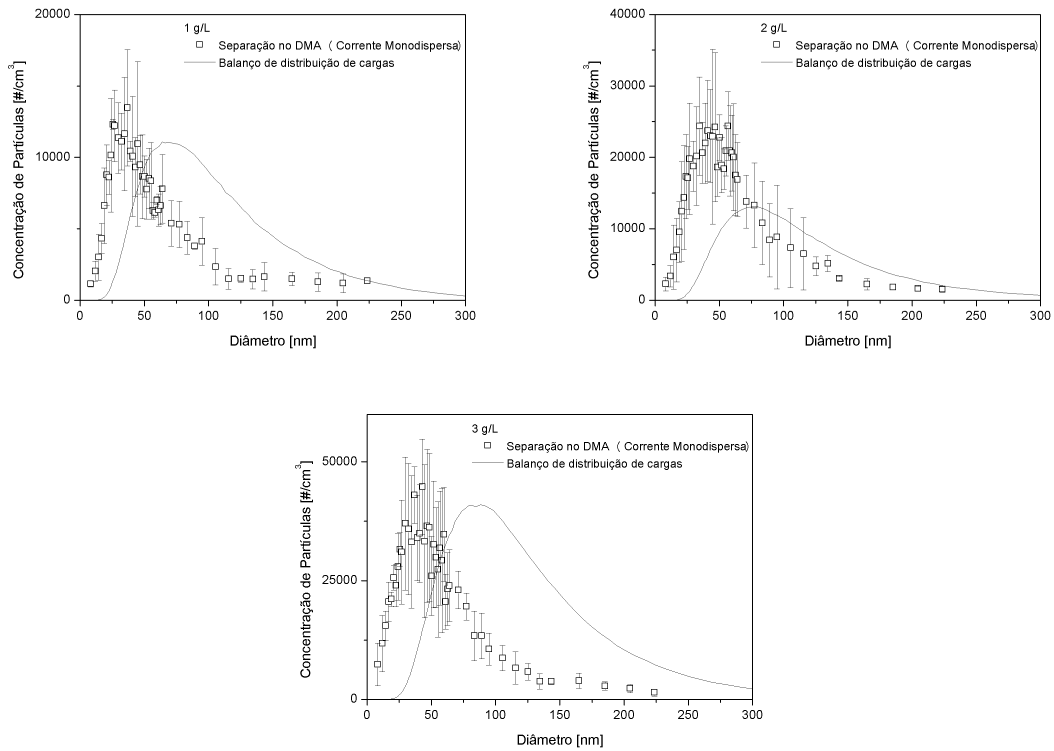 1 g/L
Separação no DMA ( Corrente Monodispersa)
Balanço de distribuição de cargas
20000
10000
0
0 50 100 150 200 250 300
Concentração de Partículas [#/cm³]
Diâmetro [nm]
2 g/L
Separação no DMA ( Corrente Monodispersa)
Balanço de distribuição de cargas
40000
30000
20000
10000
0
0 50 100 150 200 250 300
Concentração de Partículas [#/cm³]
Diâmetro [nm]
3 g/L
Separação no DMA ( Corrente Monodispersa)
Balanço de distribuição de cargas
50000
25000
0
0 50 100 150 200 250 300
Concentração de Partículas [#/cm³]
Diâmetro [nm]